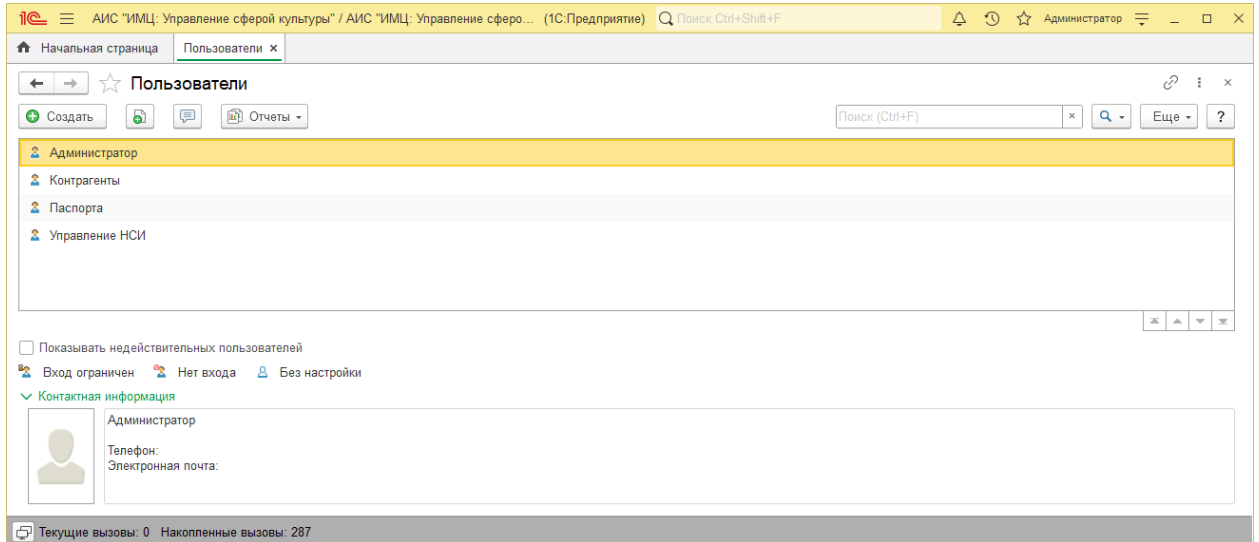 1С АИС "ИМЦ: Управление сферой культуры" / АИС "ИМЦ: Управление сферо... (1С:Предприятие) Поиск Ctrl+Shift+F Администратор
Начальная страница Пользователи ×
Пользователи
Создать Отчеты Поиск (Ctrl+F) × Еще ?
Администратор
Контрагенты
Паспорта
Управление НСИ
Показывать недействительных пользователей
Вход ограничен Нет входа Без настройки
Контактная информация
Администратор
Телефон:
Электронная почта:
Текущие вызовы: 0 Накопленные вызовы: 287